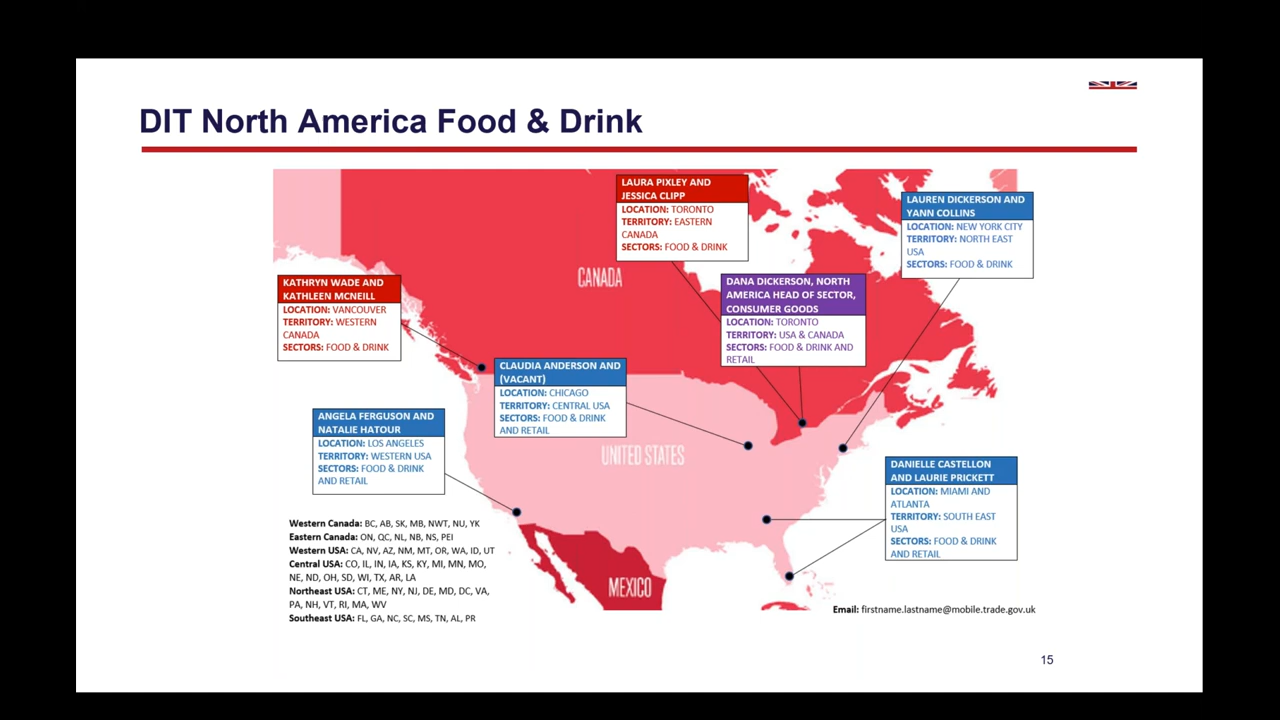 DIT North America Food & Drink
LAURA PIXLEY AND
JESSICA CLIPP
LOCATION: TORONTO
TERRITORY: EASTERN
CANADA
SECTORS: FOOD & DRINK
LAUREN DICKERSON AND
YANN COLLINS
LOCATION: NEW YORK CITY
TERRITORY: NORTH EAST
USA
SECTORS: FOOD & DRINK
CANADA
KATHRYN WADE AND
KATHLEEN MCNEILL
LOCATION: VANCOUVER
TERRITORY: WESTERN
CANADA
SECTORS: FOOD & DRINK
DANA DICKERSON, NORTH
AMERICA HEAD OF SECTOR,
CONSUMER GOODS
LOCATION: TORONTO
TERRITORY: USA & CANADA
SECTORS: FOOD & DRINK AND
RETAIL
CLAUDIA ANDERSON AND
(VACANT)
LOCATION: CHICAGO
TERRITORY: CENTRAL USA
SECTORS: FOOD & DRINK
AND RETAIL
ANGELA FERGUSON AND
NATALIE HATOUR
LOCATION: LOS ANGELES
TERRITORY: WESTERN USA
SECTORS: FOOD & DRINK
AND RETAIL
UNITED STATES
DANIELLE CASTELLON
AND LAURIE PRICKETT
LOCATION: MIAMI AND
ATLANTA
TERRITORY: SOUTH EAST
USA
SECTORS: FOOD & DRINK
AND RETAIL
Western Canada: BC, AB, SK, MB, NWT, NU, YK
Eastern Canada: ON, QC, NL, NB, NS, PEI
Western USA: CA, NV, AZ, NM, MT, OR, WA, ID, UT
Central USA: CO, IL, IN, IA, KS, KY, MI, MN, MO,
NE, ND, OH, SD, WI, TX, AR, LA
Northeast USA: CT, ME, NY, NJ, DE, MD, DC, VA,
PA, NH, VT, RI, MA, WV
Southeast USA: FL, GA, NC, SC, MS, TN, AL, PR
MEXICO
Email: firstname.lastname@mobile.trade.gov.uk
15